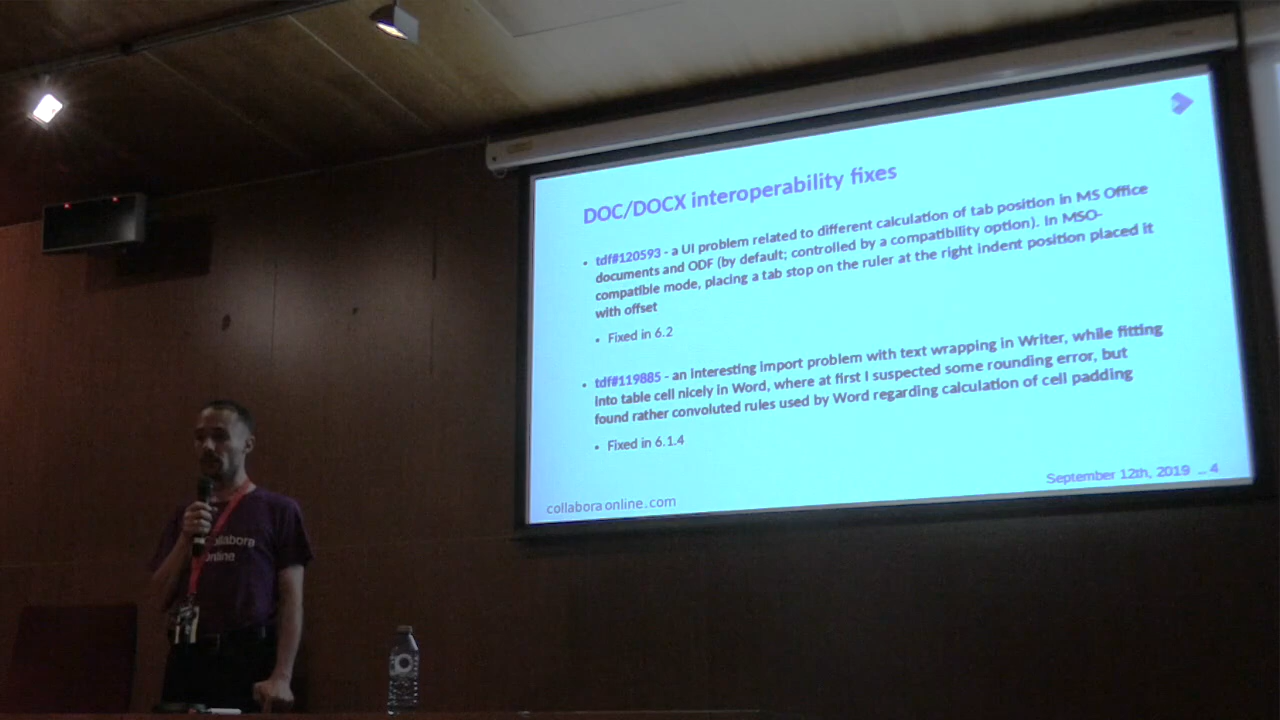 DOC/DOCX interoperability fixes
• tdf#120593 - a UI problem related to different calculation of tab position in MS Office
documents and ODF (by default; controlled by a compatibility option). In MSO-
compatible mode, placing a tab stop on the ruler at the right indent position placed it
with offset
• Fixed in 6.2
• tdf#119885 - an interesting import problem with text wrapping in Writer, while fitting
into table cell nicely in Word, where at first I suspected some rounding error, but
found rather convoluted rules used by Word regarding calculation of cell padding
• Fixed in 6.1.4
September 12th, 2019 _ 4
collaboraonline.com
ollabora
online